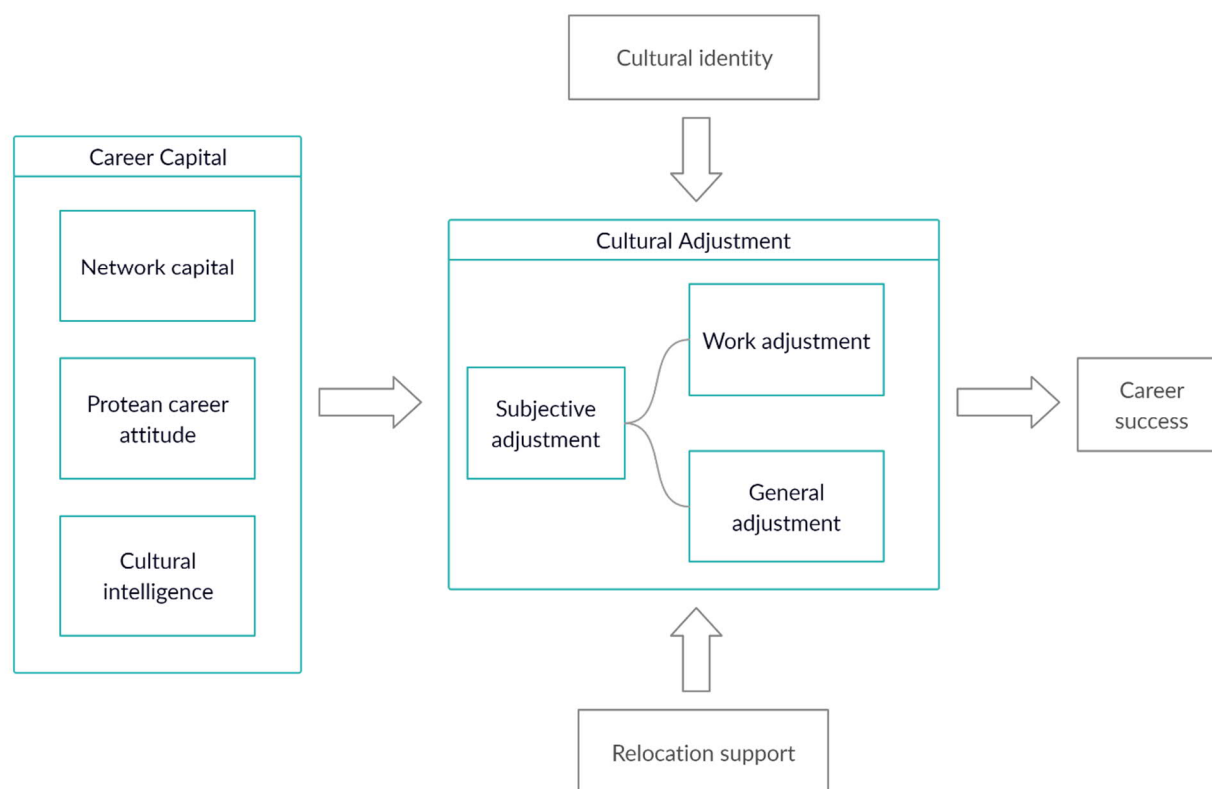 Cultural identity
Career Capital
Network capital
Protean career
attitude
Cultural
intelligence
Cultural Adjustment
Subjective
adjustment
Work adjustment
General
adjustment
Career
success
Relocation support